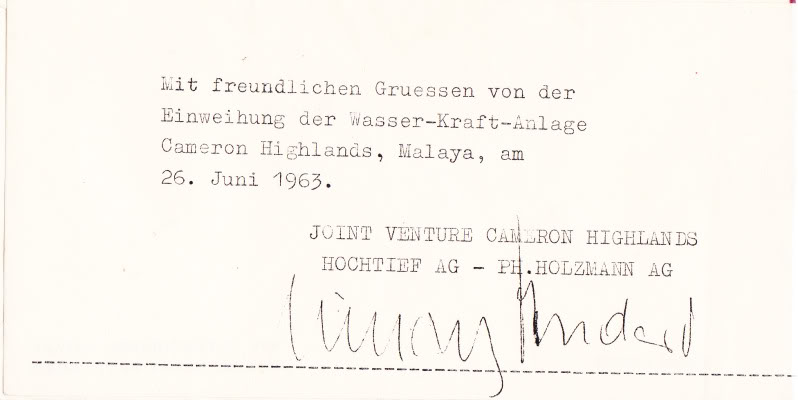 Mit freundlichen Gruessen von der
Einweihung der Wasser-Kraft-Anlage
Cameron Highlands, Malaya, am
26. Juni 1963.
JOINT VENTURE CAMERON HIGHLANDS
HOCHTIEF AG - PH.HOLZMANN AG